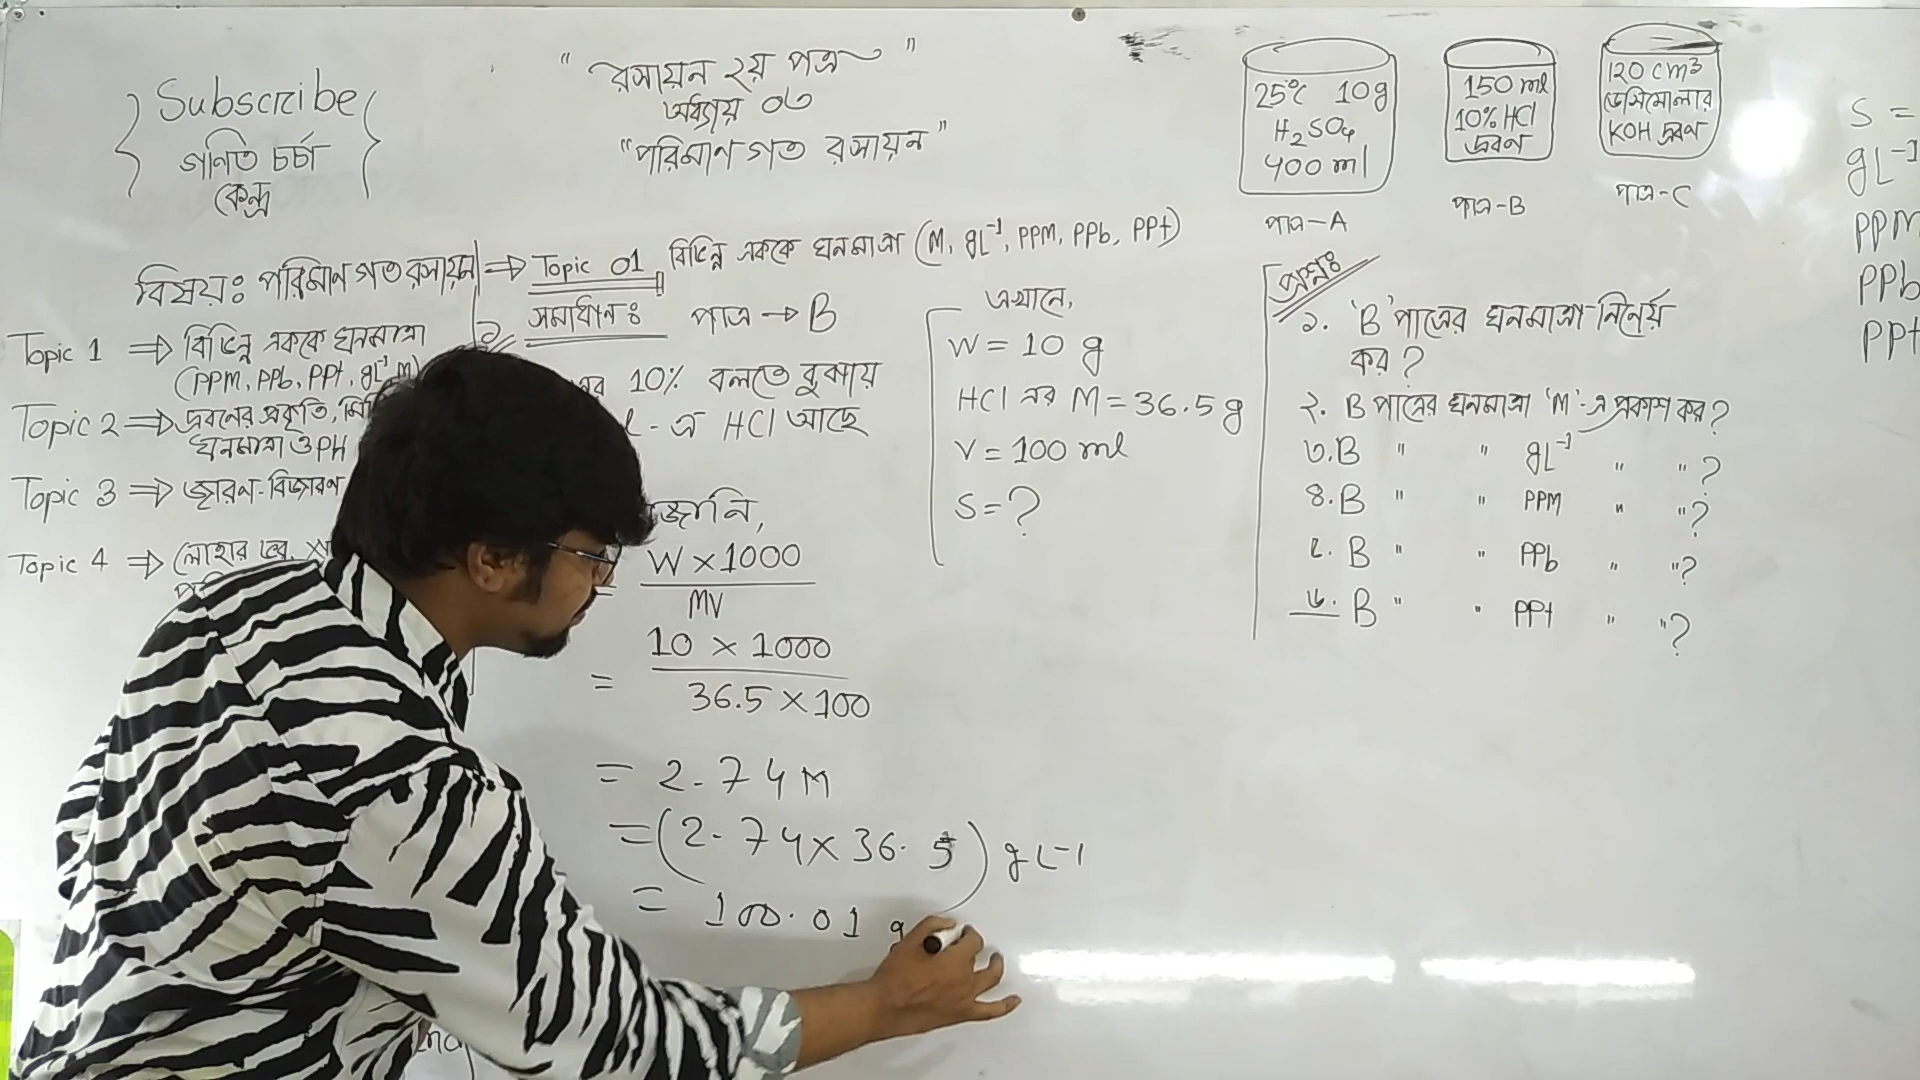 Subscribe
গণিত চর্চা
কেন্দ্র
"রসায়ন ২য় পত্র"
অধ্যায় ০৩
"পরিমাণগত রসায়ন"
বিষয়ঃ পরিমাণগত রসায়ন
Topic 1 ⇒ বিভিন্ন এককে ঘনমাত্রা
(PPM, PPb, PPt, gL⁻¹, M)
Topic 2 ⇒ দ্রবনের প্রকৃতি,
ঘনমাত্রা ও PH
Topic 3 ⇒ জারণ-বিজারণ
Topic 4 ⇒ লোহার
⇒ Topic 01 বিভিন্ন এককে ঘনমাত্রা (M, gL⁻¹, PPM, PPb, PPt)
সমাধানঃ পাত্র → B
10% বলতে বুঝায়
-এ HCl আছে
জানি,
= W × 1000 / MV
= 10 × 1000 / 36.5 × 100
= 2.74 M
= (2.74 × 36.5) gL⁻¹
= 100.01 g
এখানে,
W = 10 g
HCl এর M = 36.5 g
V = 100 ml
S = ?
25°C 10g
H₂SO₄
400 ml
পাত্র-A
150 ml
10% HCl
দ্রবণ
পাত্র-B
120 cm³
ডেসিমোলার
KOH দ্রবণ
পাত্র-C
প্রশ্নঃ
১. 'B' পাত্রের ঘনমাত্রা নির্নেয়
কর?
২. B পাত্রের ঘনমাত্রা 'M'-এ প্রকাশ কর?
৩. B " " gL⁻¹ " "?
৪. B " " PPM " "?
৫. B " " PPb " "?
৬. B " " PPt " "?
S =
gL⁻¹
PPM
PPb
PPt